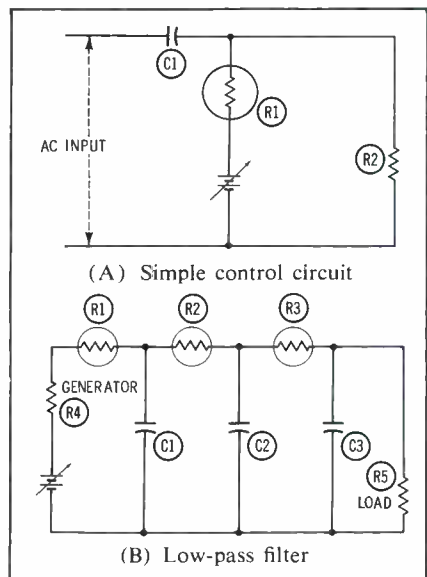 C1
R1
AC INPUT
R2
(A) Simple control circuit
R1
R2
R3
GENERATOR
R4
C1
C2
C3
R5
LOAD
(B) Low-pass filter